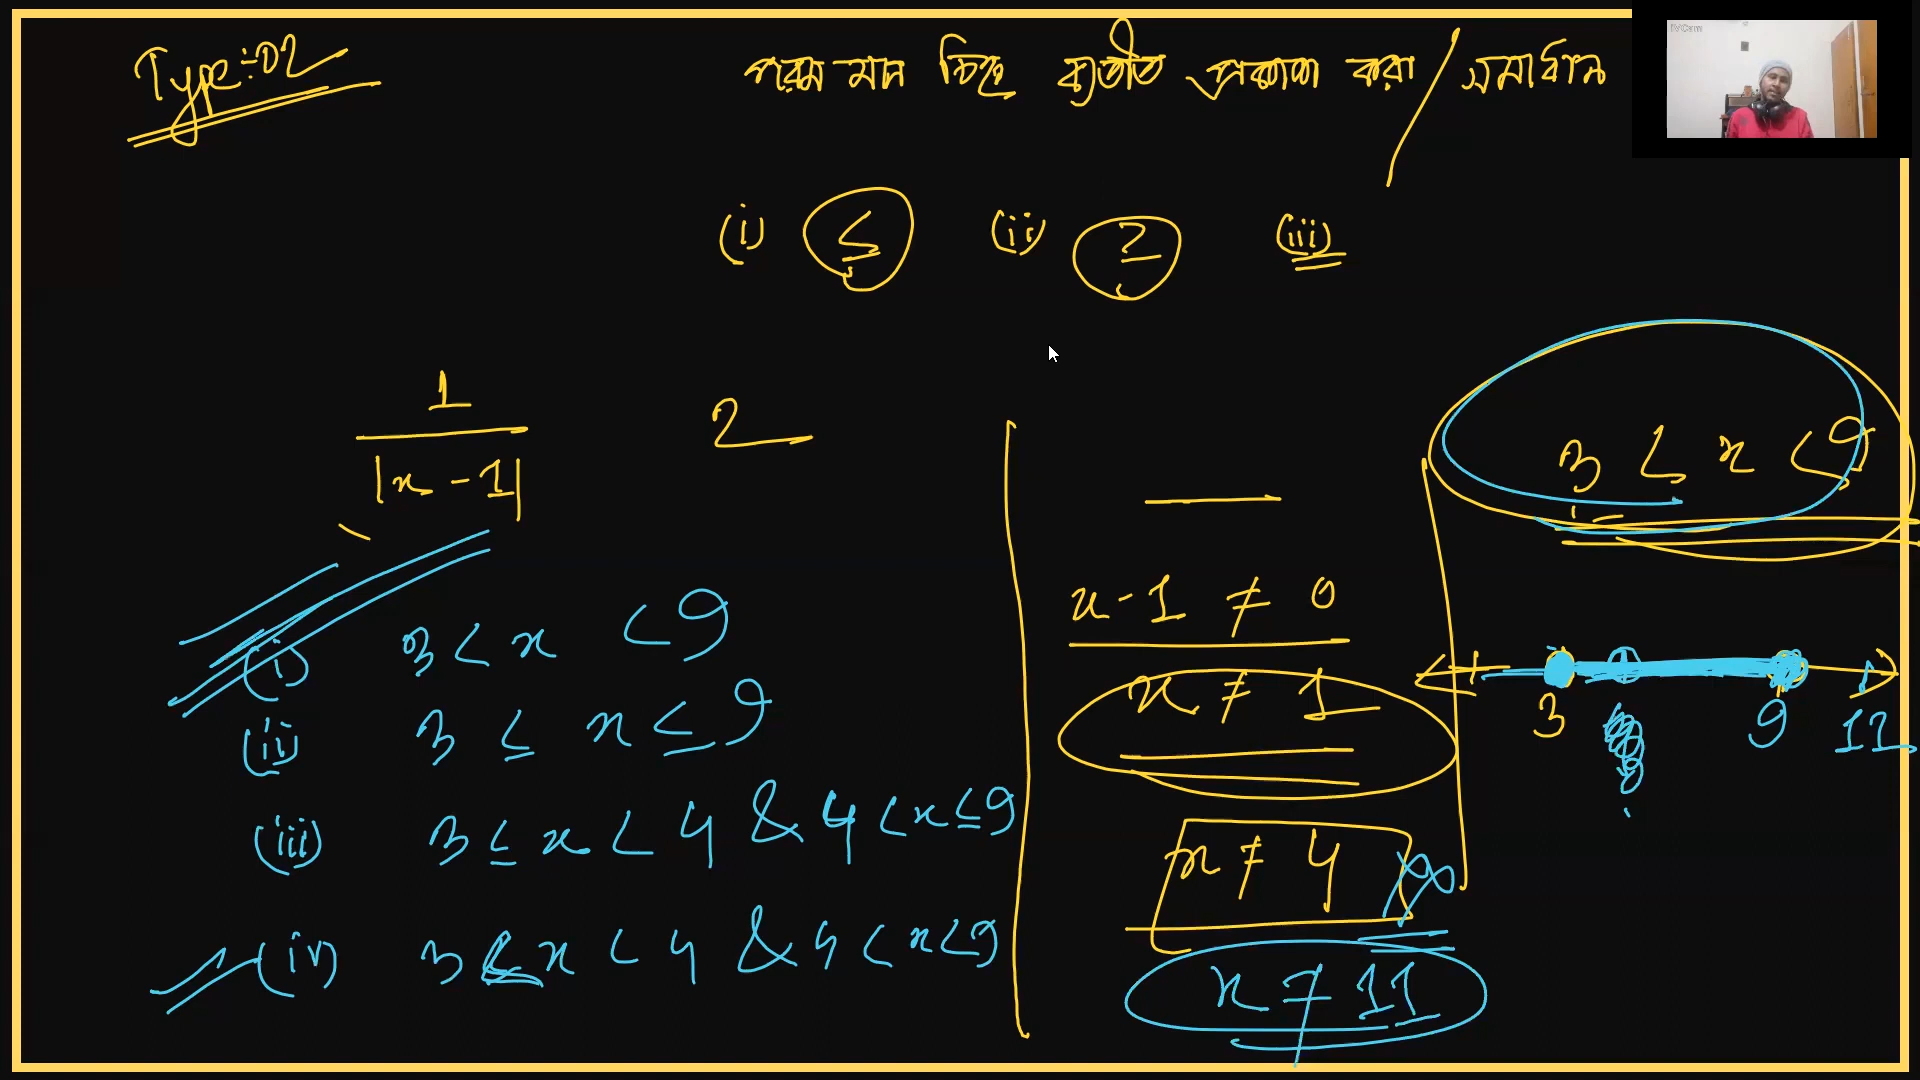 Type:-02
পরম মান চিহ্ন ব্যতীত প্রকাশ করা / সমাধান
(i) ≤ (ii) ≥ (iii)
1
|x - 1|
2
3 < x < 9
x - 1 ≠ 0
x ≠ 1
x ≠ 4
x ≠ 11
3 9 11
(i) 3 < x < 9
(ii) 3 ≤ x ≤ 9
(iii) 3 ≤ x < 4 & 4 < x ≤ 9
(iv) 3 < x < 4 & 4 < x < 9